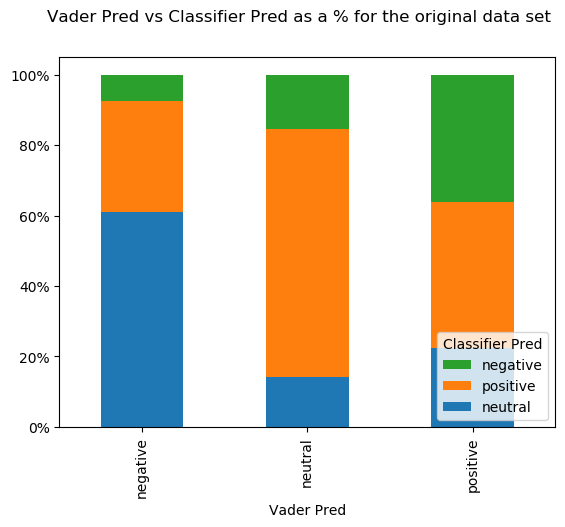 Vader Pred vs Classifier Pred as a % for the original data set
100%
80%
60%
40%
20%
0%
Classifier Pred
negative
positive
neutral
negative
neutral
positive
Vader Pred